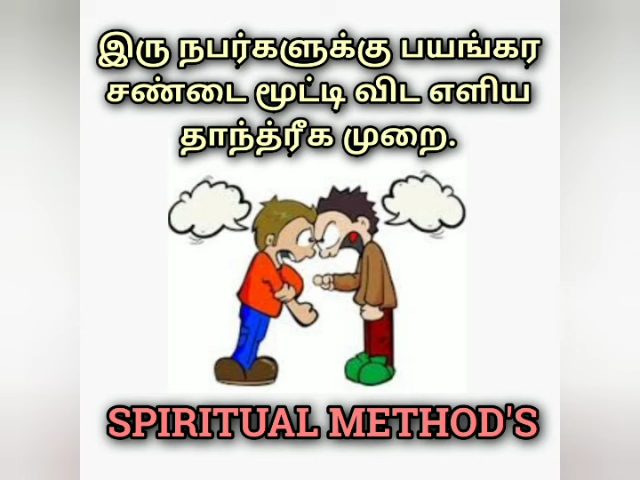 இரு நபர்களுக்கு பயங்கர
சண்டை மூட்டி விட எளிய
தாந்த்ரீக முறை.
SPIRITUAL METHOD'S